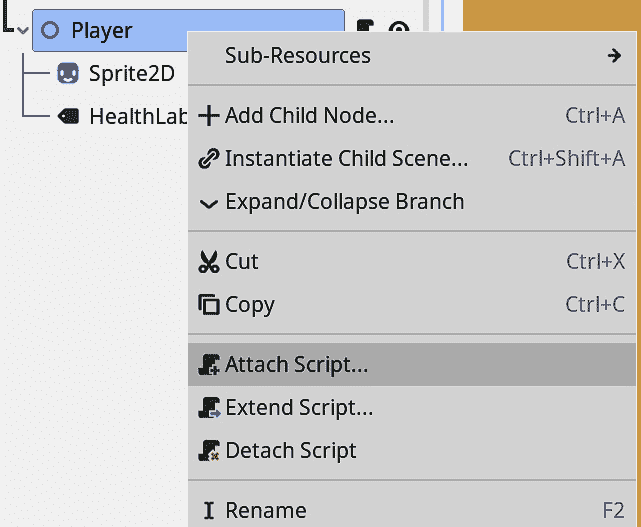 Player
Sub-Resources
Sprite2D
Add Child Node... Ctrl+A
HealthLab
Instantiate Child Scene... Ctrl+Shift+A
Expand/Collapse Branch
Cut Ctrl+X
Copy Ctrl+C
Attach Script...
Extend Script...
Detach Script
Rename F2